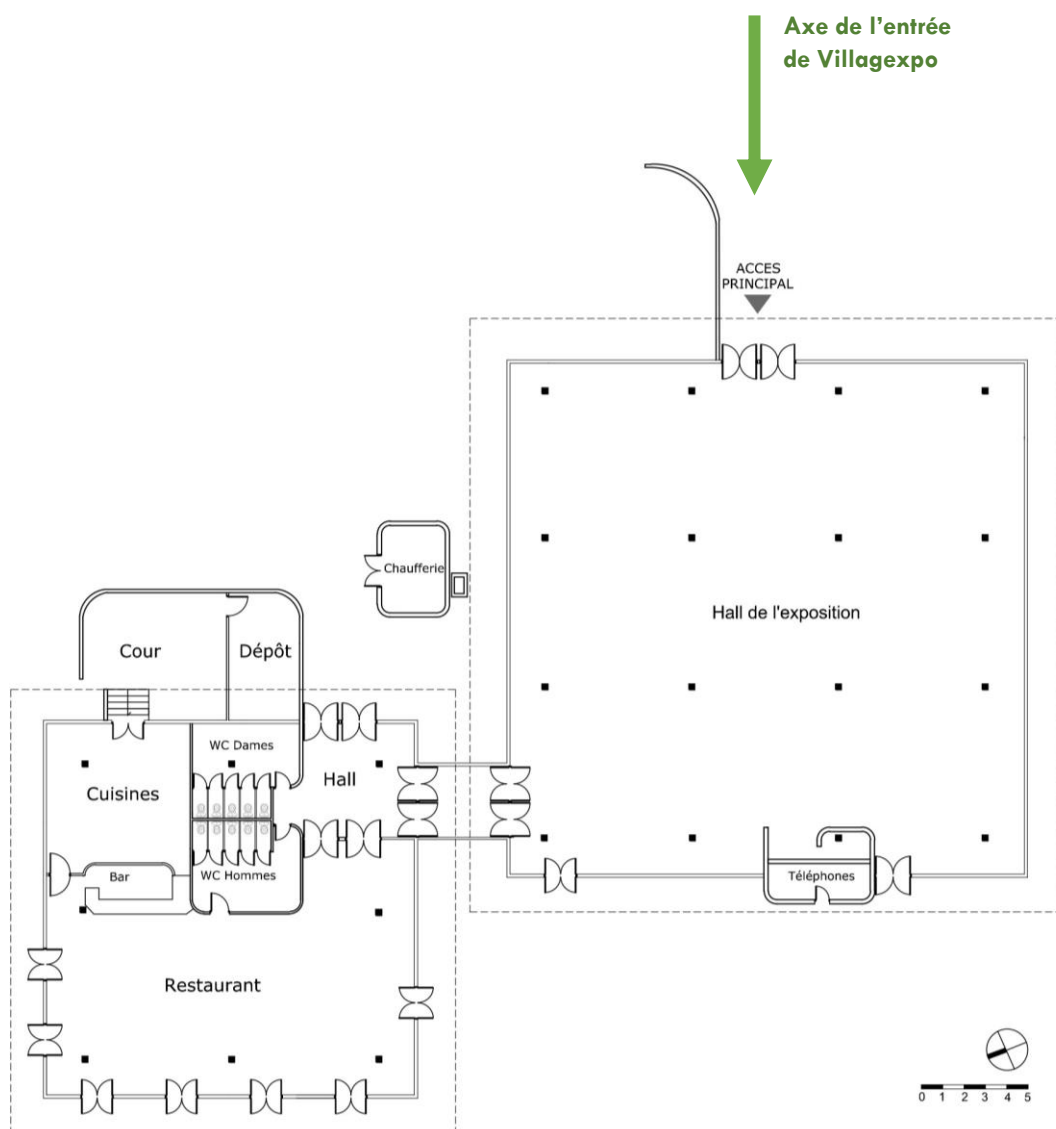 Axe de l’entrée
de Villagexpo
ACCES
PRINCIPAL
Chaufferie
Hall de l'exposition
Cour
Dépôt
WC Dames
Hall
Cuisines
Bar
WC Hommes
Téléphones
Restaurant
0 1 2 3 4 5